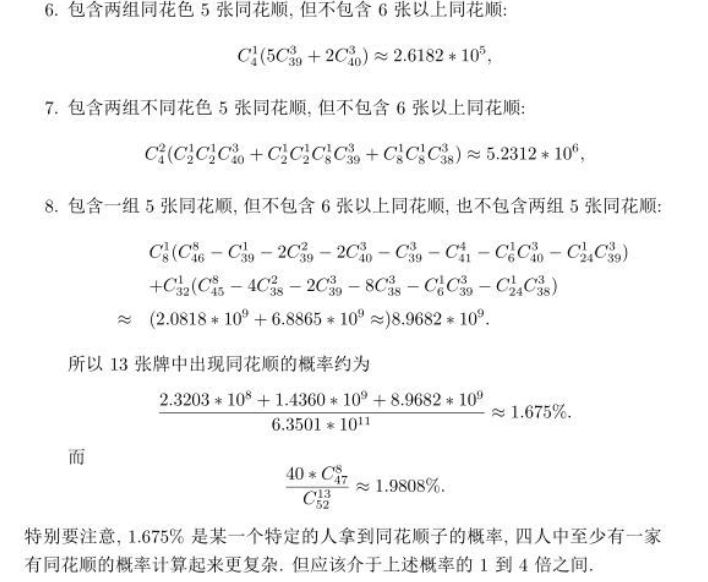 6. 包含两组同花色 5 张同花顺, 但不包含 6 张以上同花顺:
$C_4^1(5C_{39}^3 + 2C_{40}^3) \approx 2.6182 * 10^5,$
7. 包含两组不同花色 5 张同花顺, 但不包含 6 张以上同花顺:
$C_4^2(C_2^1C_2^1C_{40}^3 + C_2^1C_2^1C_8^1C_{39}^3 + C_8^1C_8^1C_{38}^3) \approx 5.2312 * 10^6,$
8. 包含一组 5 张同花顺, 但不包含 6 张以上同花顺, 也不包含两组 5 张同花顺:
$C_8^1(C_{46}^8 - C_{39}^1 - 2C_{39}^2 - 2C_{40}^3 - C_{39}^3 - C_{41}^4 - C_6^1C_{40}^3 - C_{24}^1C_{39}^3)$
$+C_{32}^1(C_{45}^8 - 4C_{38}^2 - 2C_{39}^3 - 8C_{38}^3 - C_6^1C_{39}^3 - C_{24}^1C_{38}^3)$
$\approx (2.0818 * 10^9 + 6.8865 * 10^9 \approx)8.9682 * 10^9.$
所以 13 张牌中出现同花顺的概率约为
$\frac{2.3203 * 10^8 + 1.4360 * 10^9 + 8.9682 * 10^9}{6.3501 * 10^{11}} \approx 1.675\%.$
而
$\frac{40 * C_{47}^8}{C_{52}^{13}} \approx 1.9808\%.$
特别要注意, 1.675% 是某一个特定的人拿到同花顺子的概率, 四人中至少有一家
有同花顺的概率计算起来更复杂. 但应该介于上述概率的 1 到 4 倍之间.